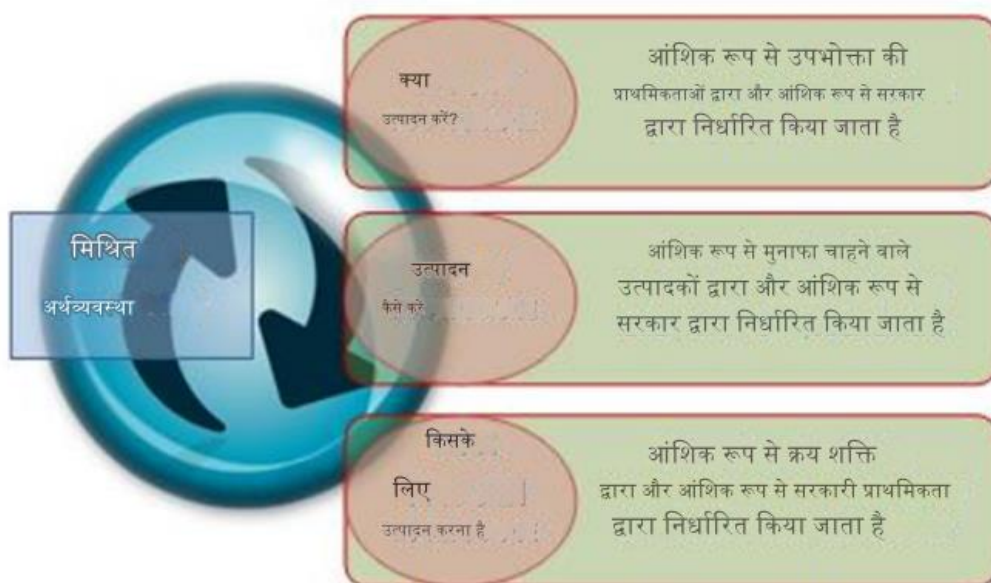 मिश्रित
अर्थव्यवस्था
क्या
उत्पादन करें?
आंशिक रूप से उपभोक्ता की
प्राथमिकताओं द्वारा और आंशिक रूप से सरकार
द्वारा निर्धारित किया जाता है
उत्पादन
कैसे करें
आंशिक रूप से मुनाफा चाहने वाले
उत्पादकों द्वारा और आंशिक रूप से
सरकार द्वारा निर्धारित किया जाता है
किसके
लिए
उत्पादन करना है
आंशिक रूप से क्रय शक्ति
द्वारा और आंशिक रूप से सरकारी प्राथमिकता
द्वारा निर्धारित किया जाता है